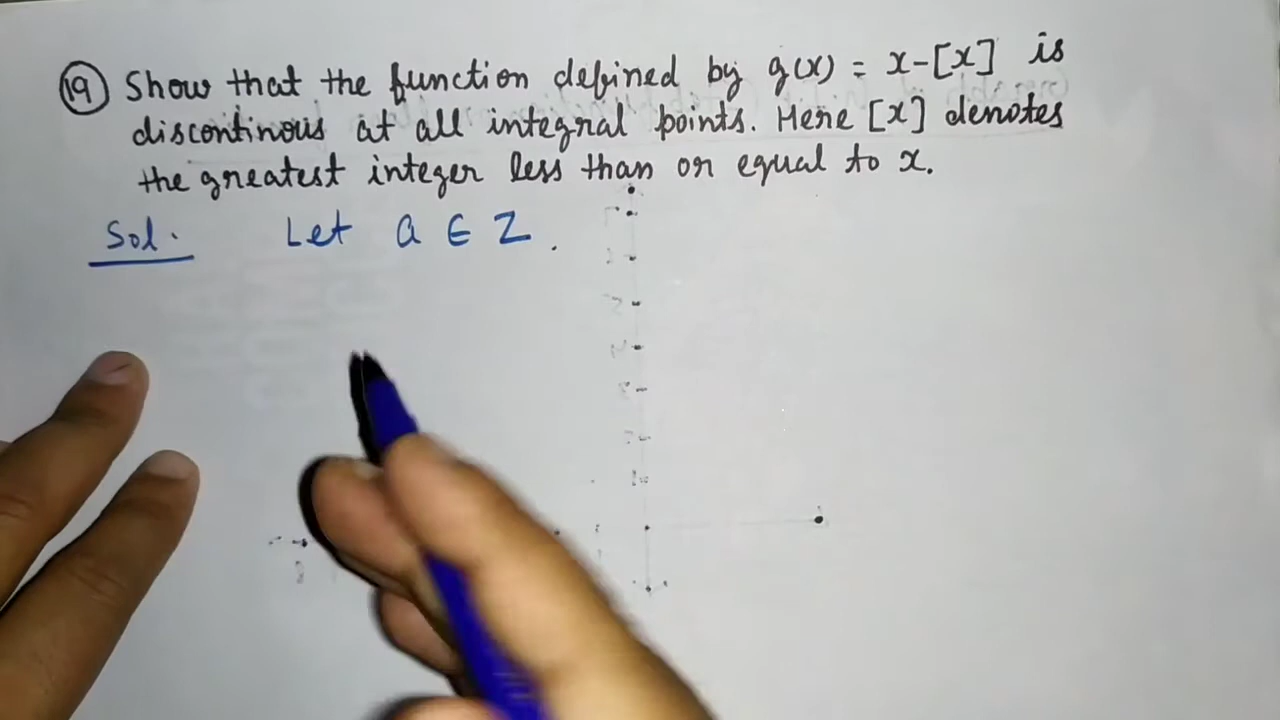 19 Show that the function defined by g(x) = x-[x] is
discontinous at all integral points. Here [x] denotes
the greatest integer less than or equal to x.
Sol. Let a ∈ Z.